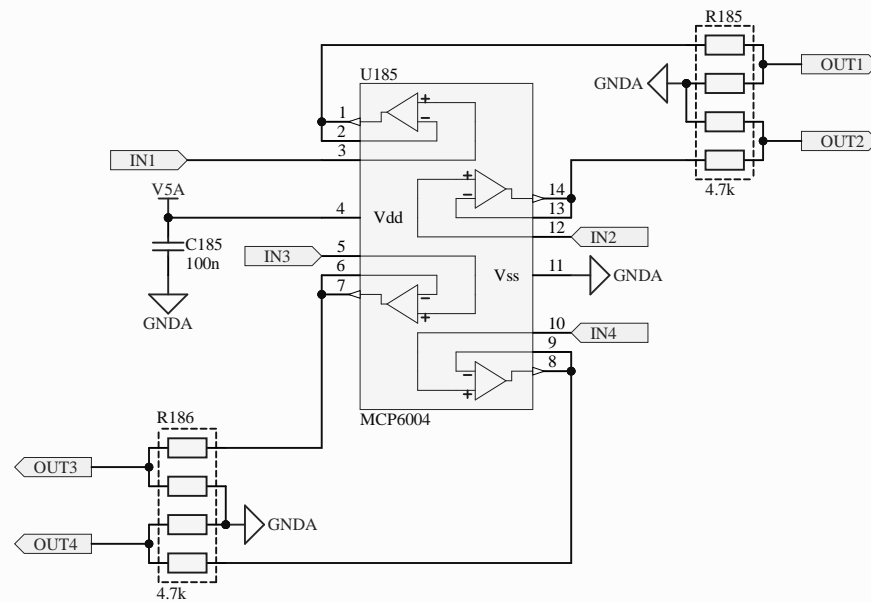 R185
OUT1
U185
GNDA
+
1
−
2
OUT2
IN1
3
4.7k
V5A
+
14
−
13
4
Vdd
12
IN2
C185
100n
IN3
5
6
Vss
11
GNDA
−
7
+
GNDA
10
IN4
9
8
−
+
MCP6004
R186
OUT3
GNDA
OUT4
4.7k